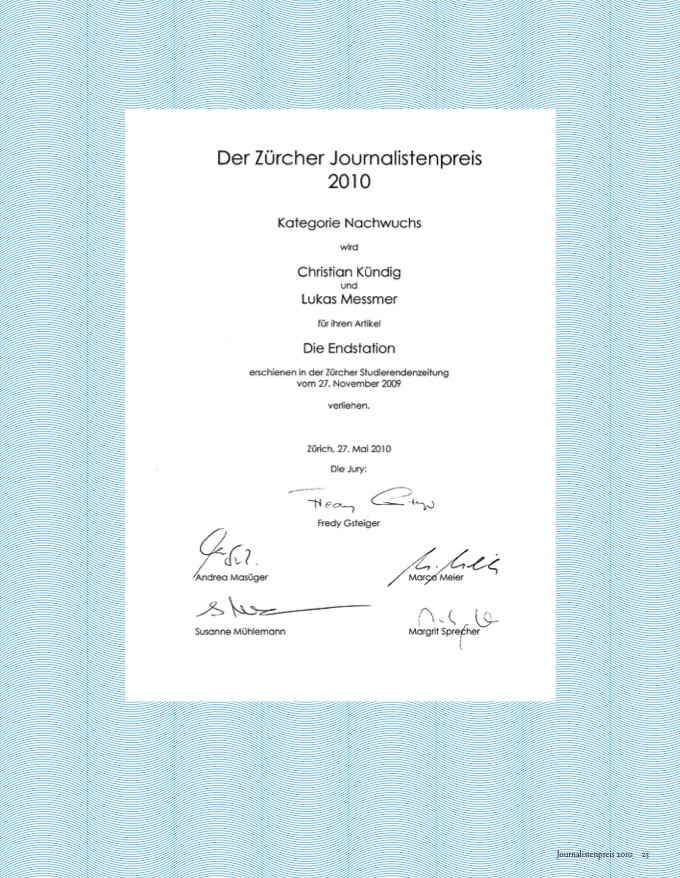 Der Zürcher Journalistenpreis
2010
Kategorie Nachwuchs
wird
Christian Kündig
und
Lukas Messmer
für ihren Artikel
Die Endstation
erschienen in der Zürcher Studierendenzeitung
vom 27. November 2009
verliehen.
Zürich, 27. Mai 2010
Die Jury:
Fredy Gsteiger
Andrea Masüger
Marco Meier
Susanne Mühlemann
Margrit Sprecher
Journalistenpreis 2010 25